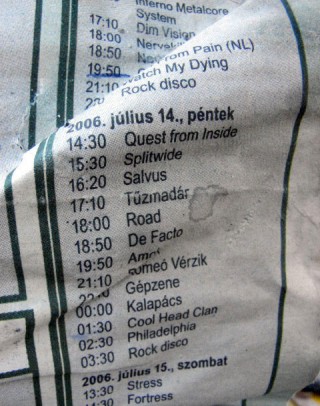 Inferno Metalcore
System
17:10 Dim Vision
18:00
18:50 from Pain (NL)
19:50 Watch My Dying
21:10 Rock disco
2006. július 14., péntek
14:30 Quest from Inside
15:30 Splitwide
16:20 Salvus
17:10 Tűzmadár
18:00 Road
18:50 De Facto
19:50
21:10 Romeó Vérzik
Gépzene
00:00 Kalapács
01:30 Cool Head Clan
02:30 Philadelphia
03:30 Rock disco
2006. július 15., szombat
13:30 Stress
14:30 Fortress